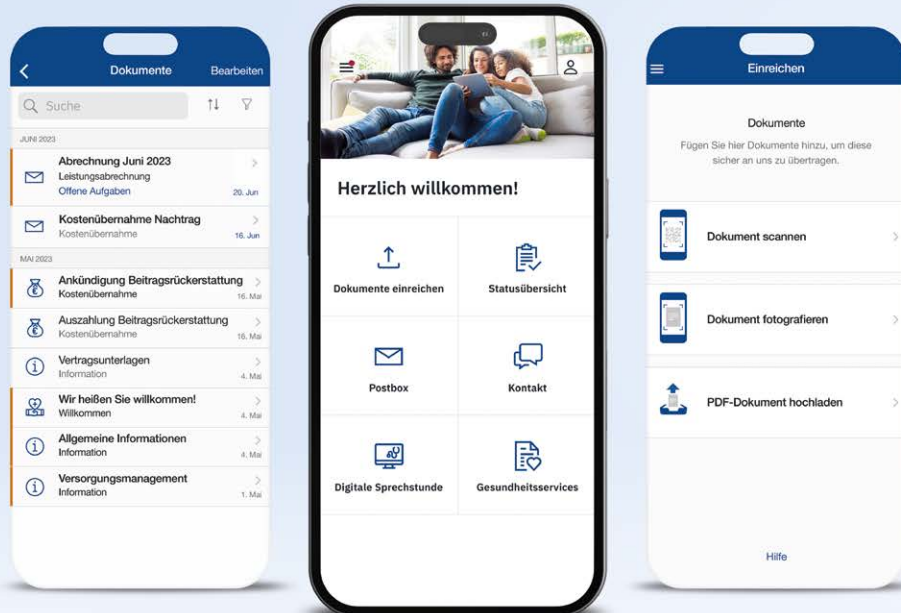 Dokumente
Bearbeiten
Suche
JUNI 2023
Abrechnung Juni 2023
Leistungsabrechnung
Offene Aufgaben
20. Jun
Kostenübernahme Nachtrag
Kostenübernahme
16. Jun
MAI 2023
Ankündigung Beitragsrückerstattung
Kostenübernahme
16. Mai
Auszahlung Beitragsrückerstattung
Kostenübernahme
16. Mai
Vertragsunterlagen
Information
4. Mai
Wir heißen Sie willkommen!
Willkommen
4. Mai
Allgemeine Informationen
Information
4. Mai
Versorgungsmanagement
Information
1. Mai
Herzlich willkommen!
Dokumente einreichen
Statusübersicht
Postbox
Kontakt
Digitale Sprechstunde
Gesundheitsservices
Einreichen
Dokumente
Fügen Sie hier Dokumente hinzu, um diese
sicher an uns zu übertragen.
Dokument scannen
Dokument fotografieren
PDF-Dokument hochladen
Hilfe